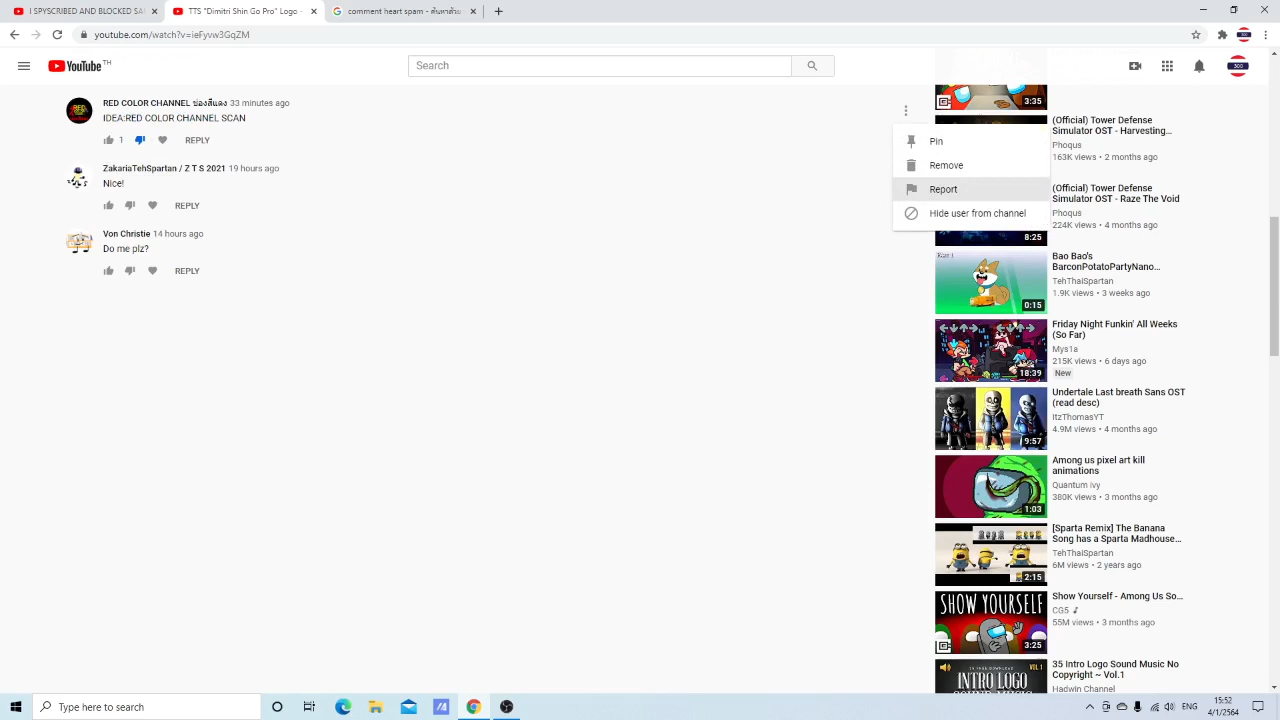 I SPYSCRIBED AND BLOCKED SAI
TTS "Dimitri Shin Go Pro" Logo -
comment heart spam - ค้นหาด้วย
youtube.com/watch?v=ieFyvw3GqZM
YouTube TH
Search
300
RED COLOR CHANNEL ช่องสีแดง 33 minutes ago
IDEA:RED COLOR CHANNEL SCAN
1
REPLY
ZakariaTehSpartan / Z T S 2021 19 hours ago
Nice!
REPLY
Von Christie 14 hours ago
Do me plz?
REPLY
Pin
Remove
Report
Hide user from channel
3:35
(Official) Tower Defense
Simulator OST - Harvesting...
Phoqus
163K views • 2 months ago
8:25
(Official) Tower Defense
Simulator OST - Raze The Void
Phoqus
224K views • 4 months ago
0:15
Bao Bao's
BarconPotatoPartyNano...
TehThaiSpartan
1.9K views • 3 weeks ago
18:39
Friday Night Funkin' All Weeks
(So Far)
Mys1a
215K views • 6 days ago
New
9:57
Undertale Last breath Sans OST
(read desc)
ItzThomasYT
4.9M views • 4 months ago
1:03
Among us pixel art kill
animations
Quantum ivy
380K views • 3 months ago
2:15
[Sparta Remix] The Banana
Song has a Sparta Madhouse...
TehThaiSpartan
6M views • 2 years ago
SHOW YOURSELF
3:25
Show Yourself - Among Us So...
CG5
55M views • 3 months ago
VOL 1
INTRO LOGO
SOUND MUSIC
35 Intro Logo Sound Music No
Copyright ~ Vol.1
Hadwin Channel
Type here to search
15:52
4/1/2564